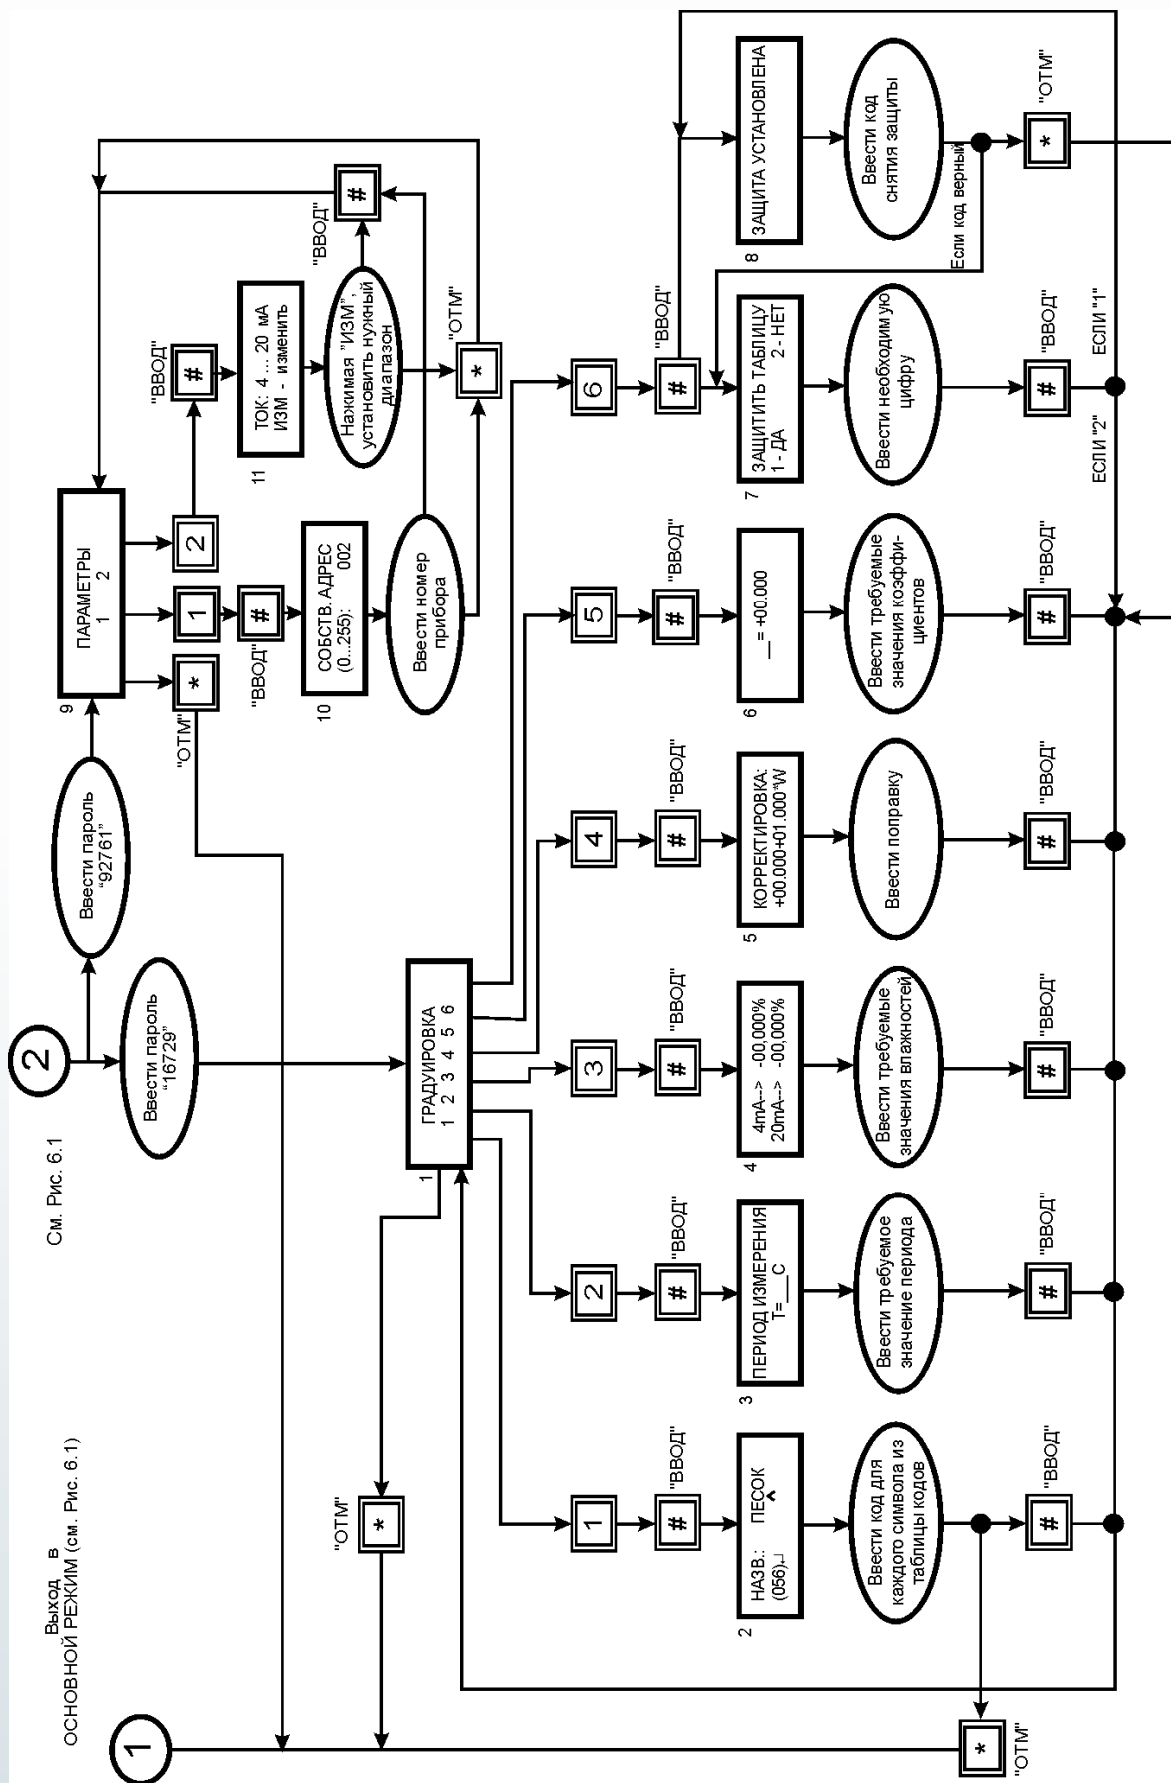 Выход в
ОСНОВНОЙ РЕЖИМ (см. Рис. 6.1)
См. Рис. 6.1
1
2
Ввести пароль
“92761”
9
ПАРАМЕТРЫ
1 2
Ввести пароль
“16729”
"ОТМ"
*
1
2
"ВВОД"
#
"ВВОД"
#
10
СОБСТВ. АДРЕС
(0...255): 002
11
ТОК: 4 ... 20 мА
ИЗМ - изменить
Ввести номер
прибора
Нажимая "ИЗМ",
установить нужный
диапазон
"ВВОД"
#
"ОТМ"
*
"ОТМ"
*
1
ГРАДУИРОВКА
1 2 3 4 5 6
1
2
3
4
5
6
#
"ВВОД"
#
"ВВОД"
#
"ВВОД"
#
"ВВОД"
#
"ВВОД"
#
"ВВОД"
2
НАЗВ.: ПЕСОК
(056)↵ ^
3
ПЕРИОД ИЗМЕРЕНИЯ
Т=___С
4
4mA--> -00,000%
20mA--> -00,000%
5
КОРРЕКТИРОВКА:
+00.000+01.000*W
6
__= +00.000
7
ЗАЩИТИТЬ ТАБЛИЦУ
1 - ДА 2 - НЕТ
8
ЗАЩИТА УСТАНОВЛЕНА
Ввести код для
каждого символа из
таблицы кодов
Ввести требуемое
значение периода
Ввести требуемые
значения влажностей
Ввести поправку
Ввести требуемые
значения коэффи-
циентов
Ввести необходимую
цифру
Ввести код
снятия защиты
Если код верный
"ОТМ"
*
#
"ВВОД"
#
"ВВОД"
#
"ВВОД"
#
"ВВОД"
#
"ВВОД"
#
"ВВОД"
*
"ОТМ"
ЕСЛИ "2"
ЕСЛИ "1"